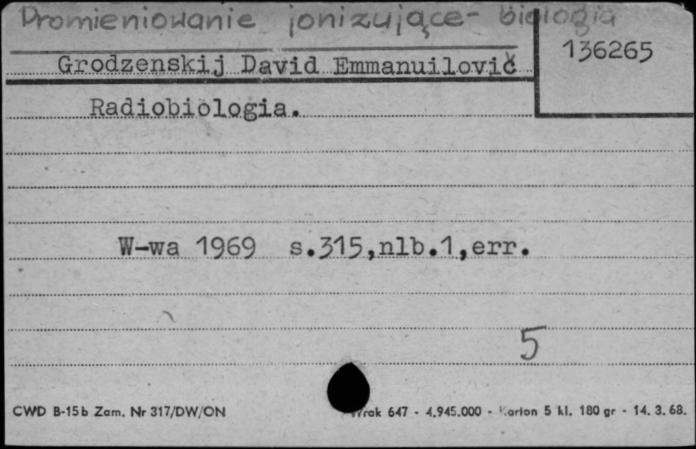 Promieniowanie jonizujące - biologia
136265
Grodzenskij David Emmanuilovič
Radiobiologia.
W-wa 1969 s.315,nlb.1,err.
5
CWD B-15b Zam. Nr 317/DW/ON
647 - 4.945.000 - Karton 5 kl. 180 gr - 14. 3. 68.